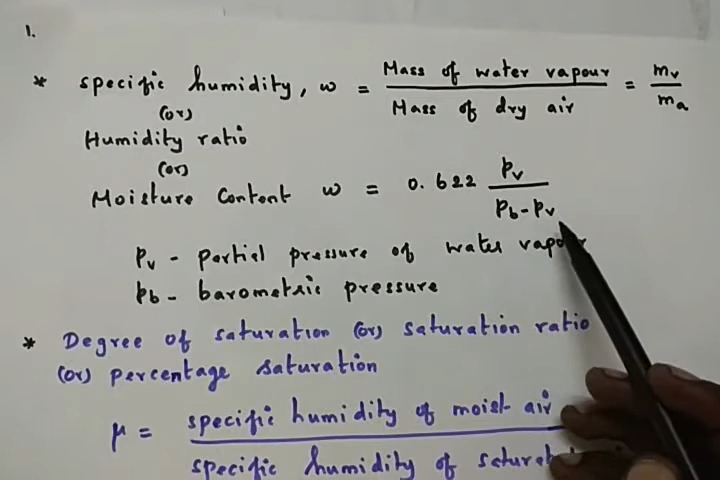 1.
* specific humidity, ω = Mass of water vapour / Mass of dry air = mv / ma
(or)
Humidity ratio
(or)
Moisture Content ω = 0.622 pv / pb-pv
pv - partial pressure of water vapour
pb - barometric pressure
* Degree of saturation (or) saturation ratio
(or) percentage saturation
μ = specific humidity of moist air / specific humidity of